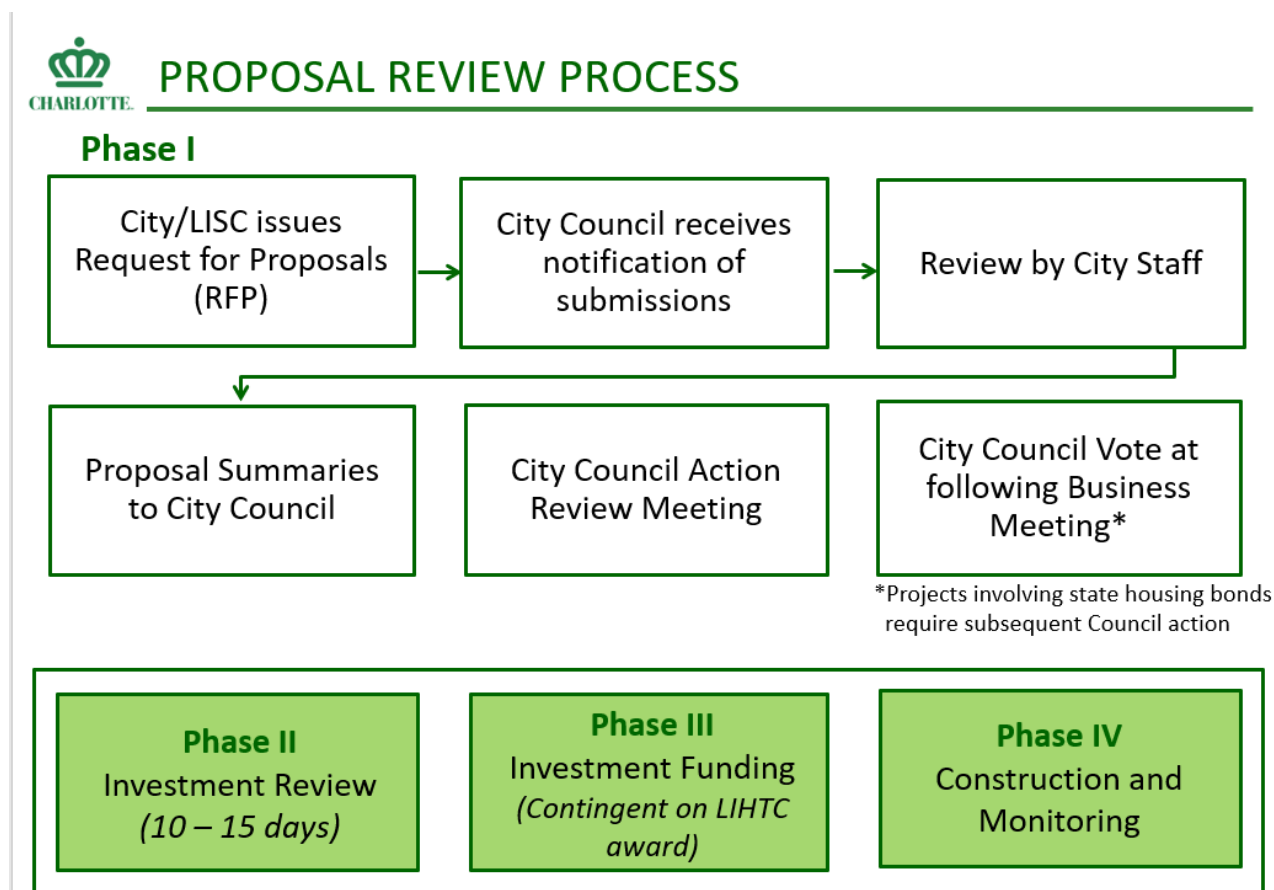 CHARLOTTE.
PROPOSAL REVIEW PROCESS
Phase I
City/LISC issues
Request for Proposals
(RFP)
City Council receives
notification of
submissions
Review by City Staff
Proposal Summaries
to City Council
City Council Action
Review Meeting
City Council Vote at
following Business
Meeting*
*Projects involving state housing bonds
require subsequent Council action
Phase II
Investment Review
(10 – 15 days)
Phase III
Investment Funding
(Contingent on LIHTC
award)
Phase IV
Construction and
Monitoring